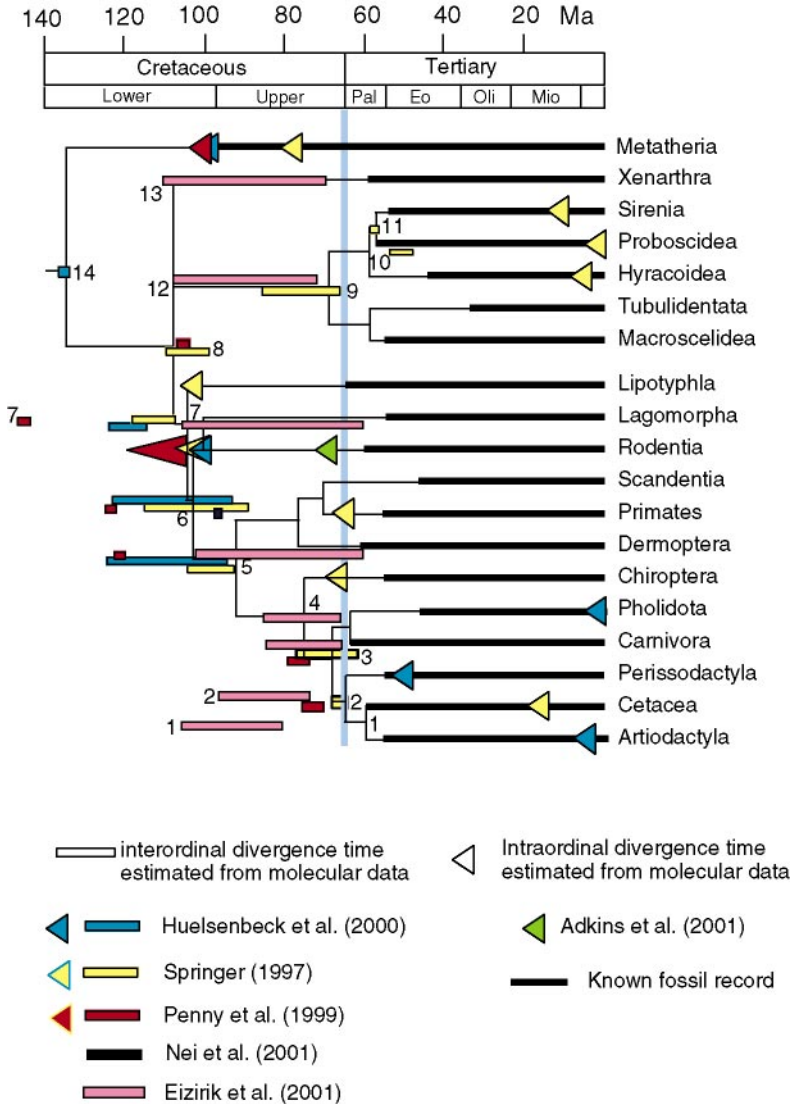 140 120 100 80 60 40 20 Ma
Cretaceous Tertiary
Lower Upper Pal Eo Oli Mio
Metatheria
Xenarthra
13
Sirenia
11
Proboscidea
10
14 Hyracoidea
12 9
Tubulidentata
Macroscelidea
8
Lipotyphla
7 7 Lagomorpha
Rodentia
Scandentia
6 Primates
Dermoptera
5 Chiroptera
4 Pholidota
Carnivora
3
Perissodactyla
2 2 Cetacea
1 1
Artiodactyla
interordinal divergence time
estimated from molecular data
Intraordinal divergence time
estimated from molecular data
Huelsenbeck et al. (2000) Adkins et al. (2001)
Springer (1997) Known fossil record
Penny et al. (1999)
Nei et al. (2001)
Eizirik et al. (2001)